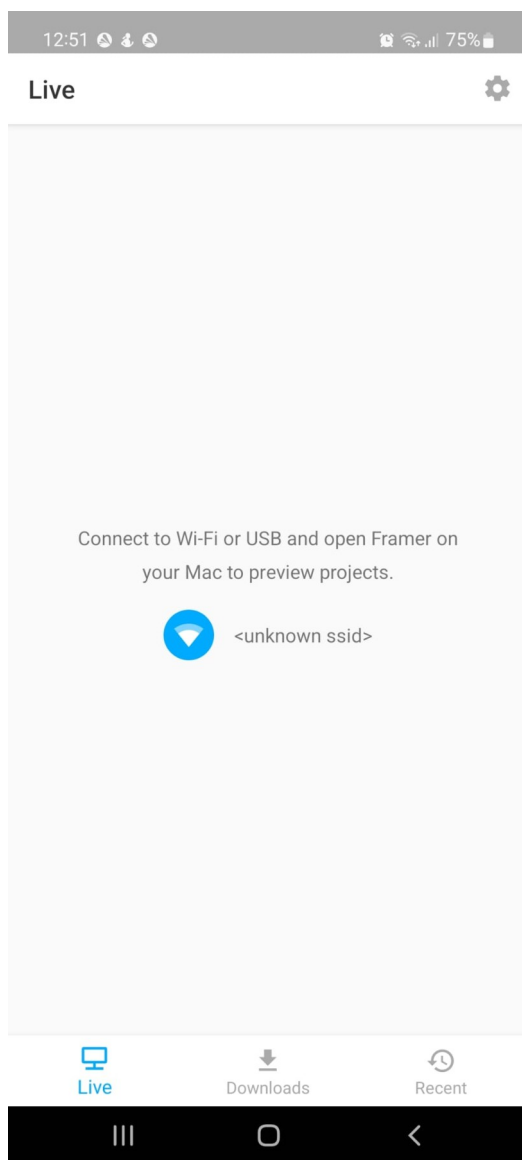 12:51 75%
Live
Connect to Wi-Fi or USB and open Framer on
your Mac to preview projects.
<unknown ssid>
Live Downloads Recent